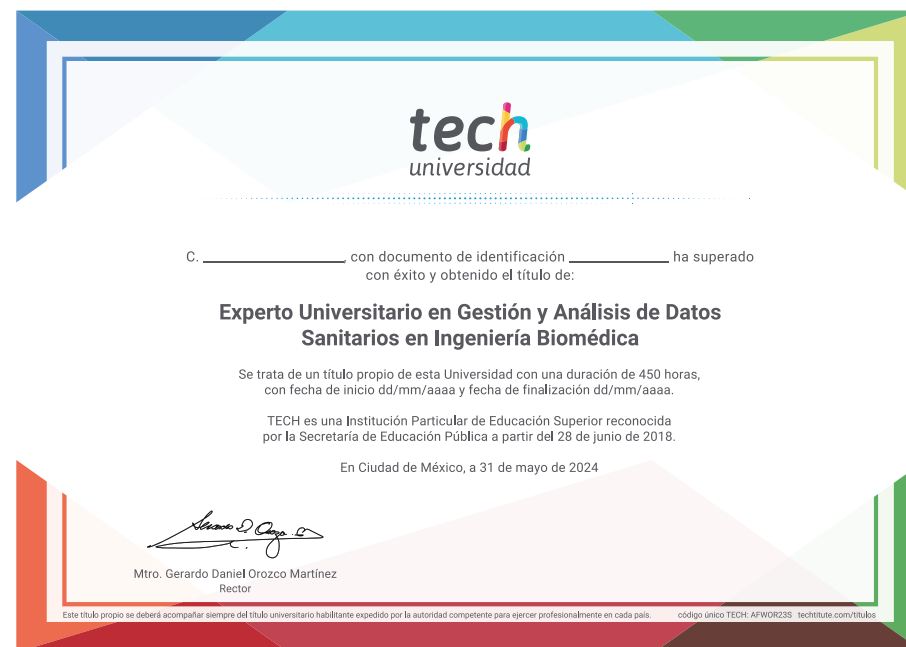 tech
universidad
C. ____________________, con documento de identificación ______________ ha superado
con éxito y obtenido el título de:
Experto Universitario en Gestión y Análisis de Datos
Sanitarios en Ingeniería Biomédica
Se trata de un título propio de esta Universidad con una duración de 450 horas,
con fecha de inicio dd/mm/aaaa y fecha de finalización dd/mm/aaaa.
TECH es una Institución Particular de Educación Superior reconocida
por la Secretaría de Educación Pública a partir del 28 de junio de 2018.
En Ciudad de México, a 31 de mayo de 2024
Mtro. Gerardo Daniel Orozco Martínez
Rector
Este título propio se deberá acompañar siempre del título universitario habilitante expedido por la autoridad competente para ejercer profesionalmente en cada país. código único TECH: AFWOR23S techtitute.com/titulos